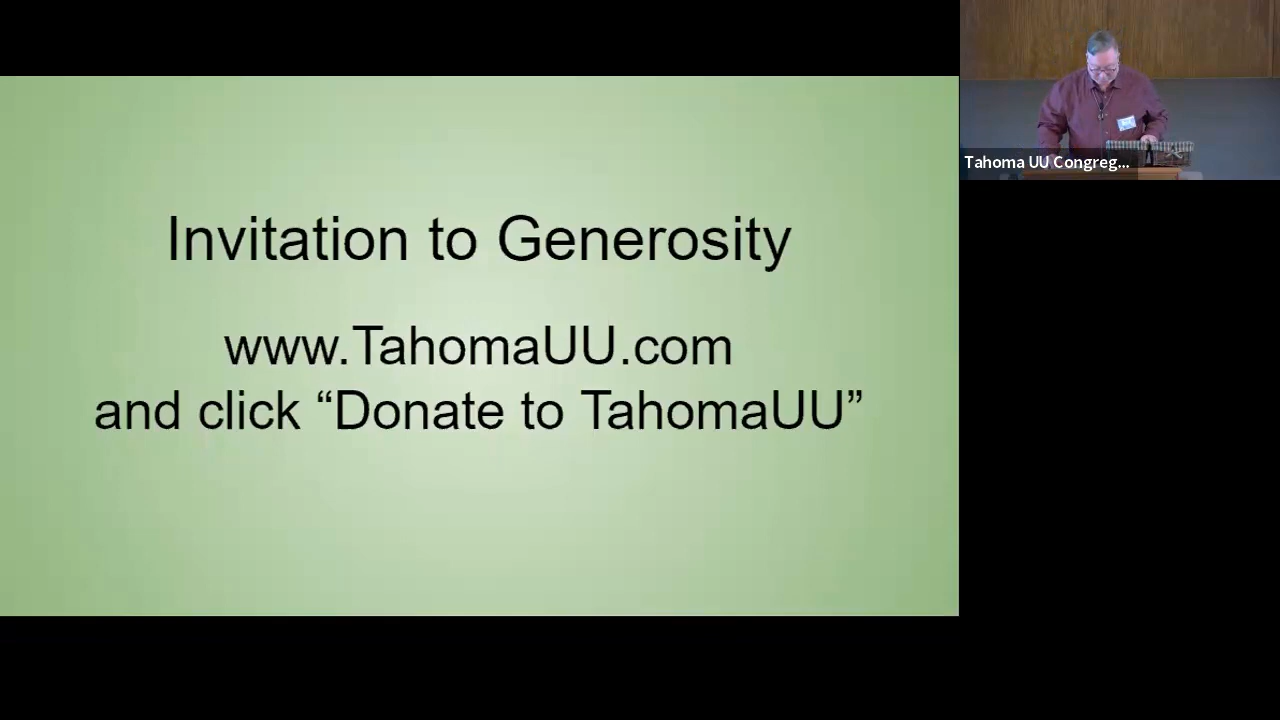 Invitation to Generosity
www.TahomaUU.com
and click “Donate to TahomaUU”
Tahoma UU Congreg...